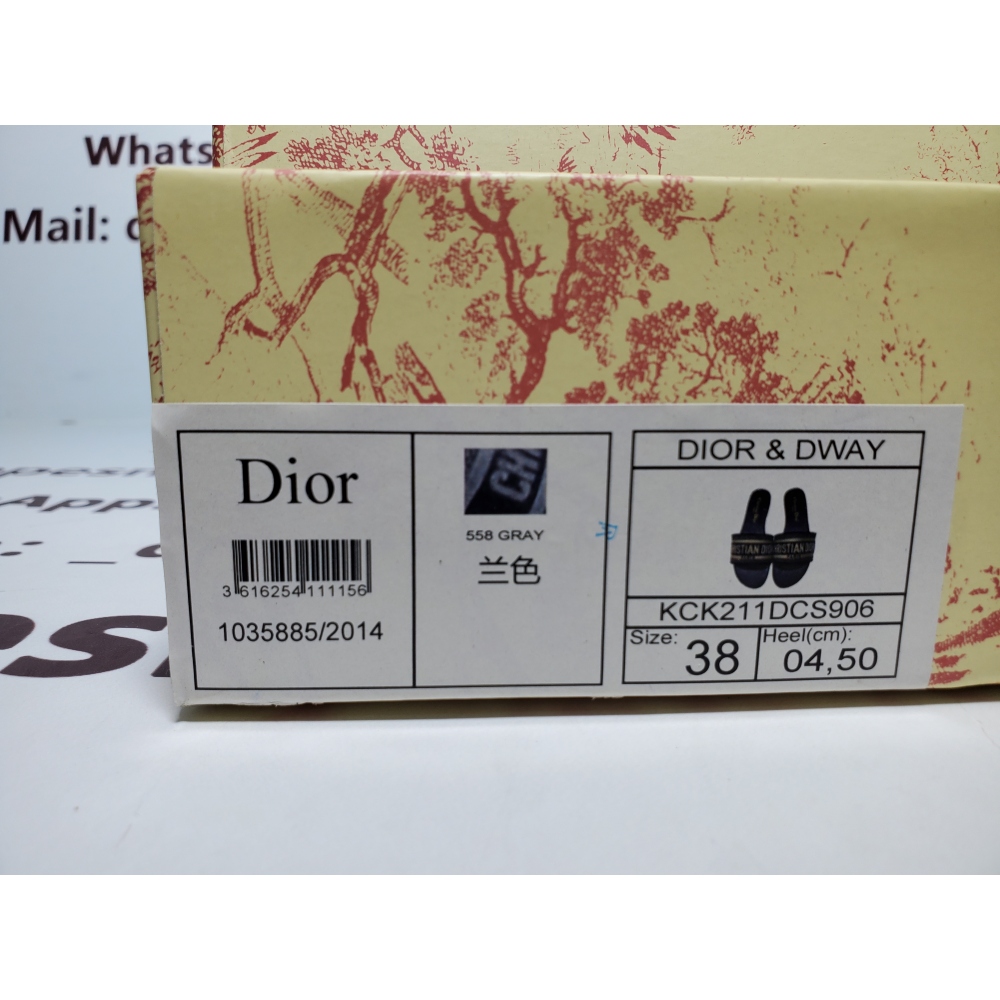 Whats
Mail:
Dior
3 616254 111156
1035885/2014
CH
558 GRAY
兰色
DIOR & DWAY
KCK211DCS906
Size:
38
Heel(cm):
04,50